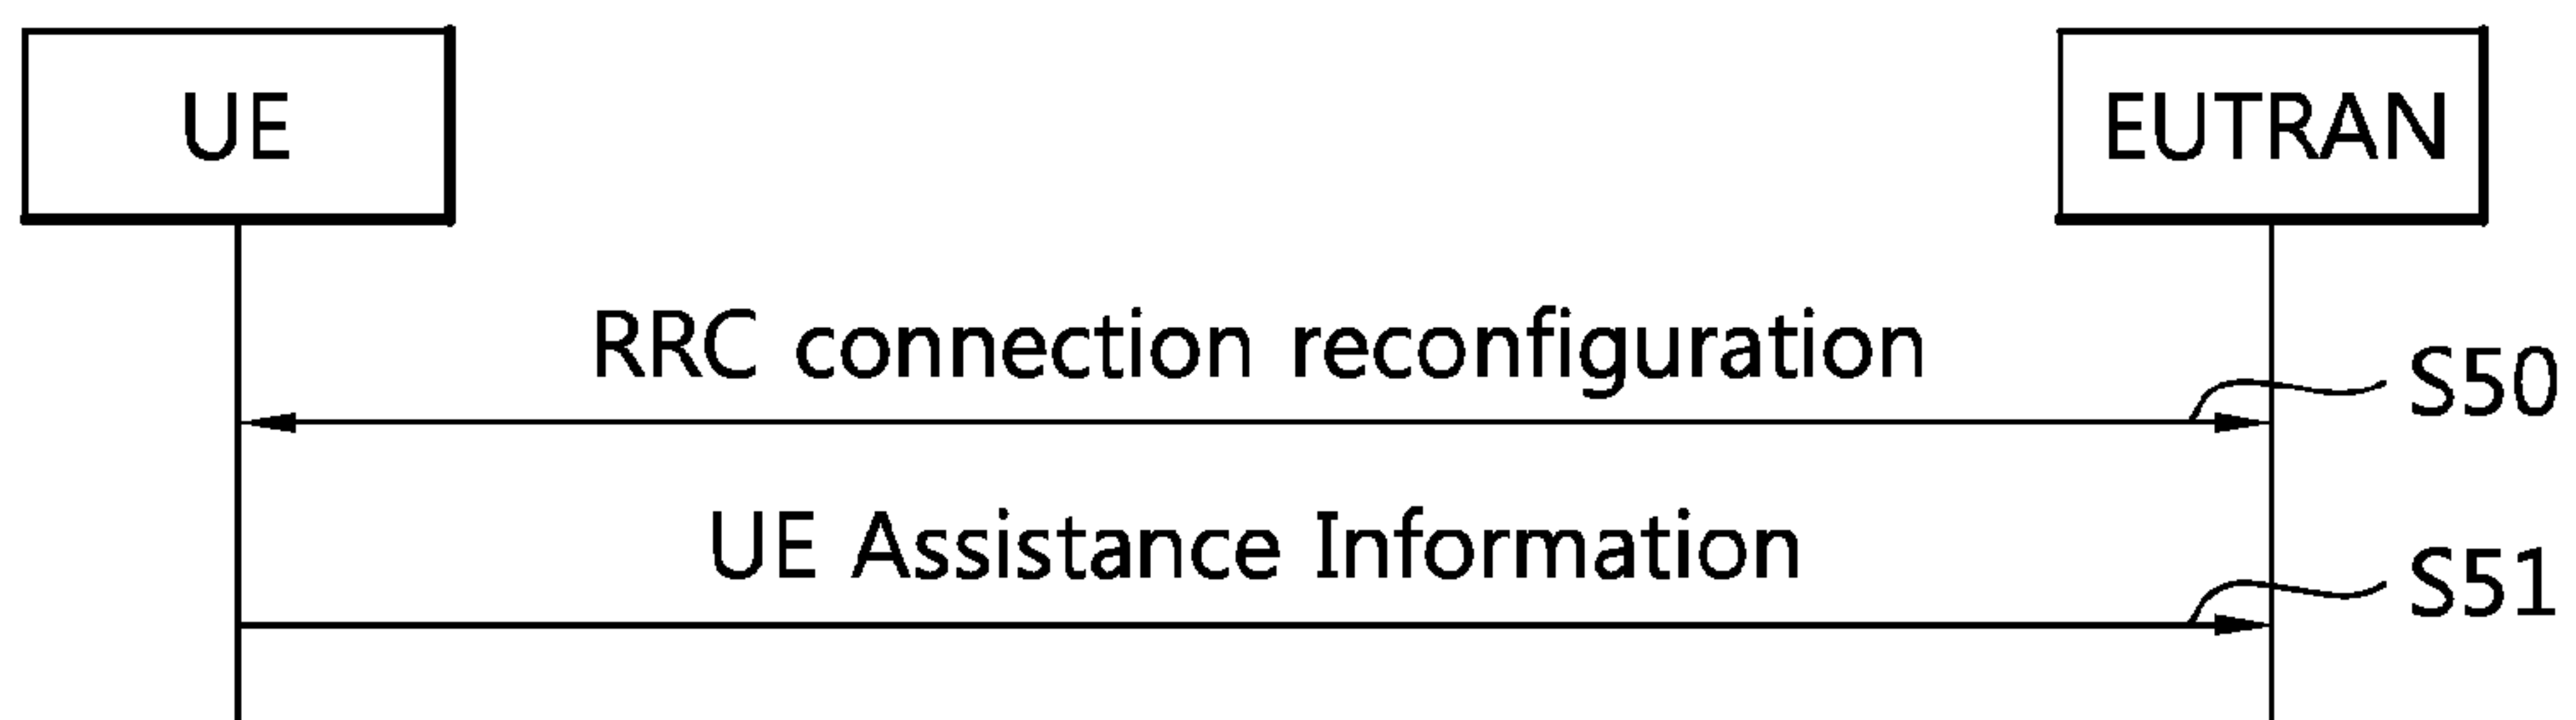 UE
EUTRAN
RRC connection reconfiguration
S50
UE Assistance Information
S51